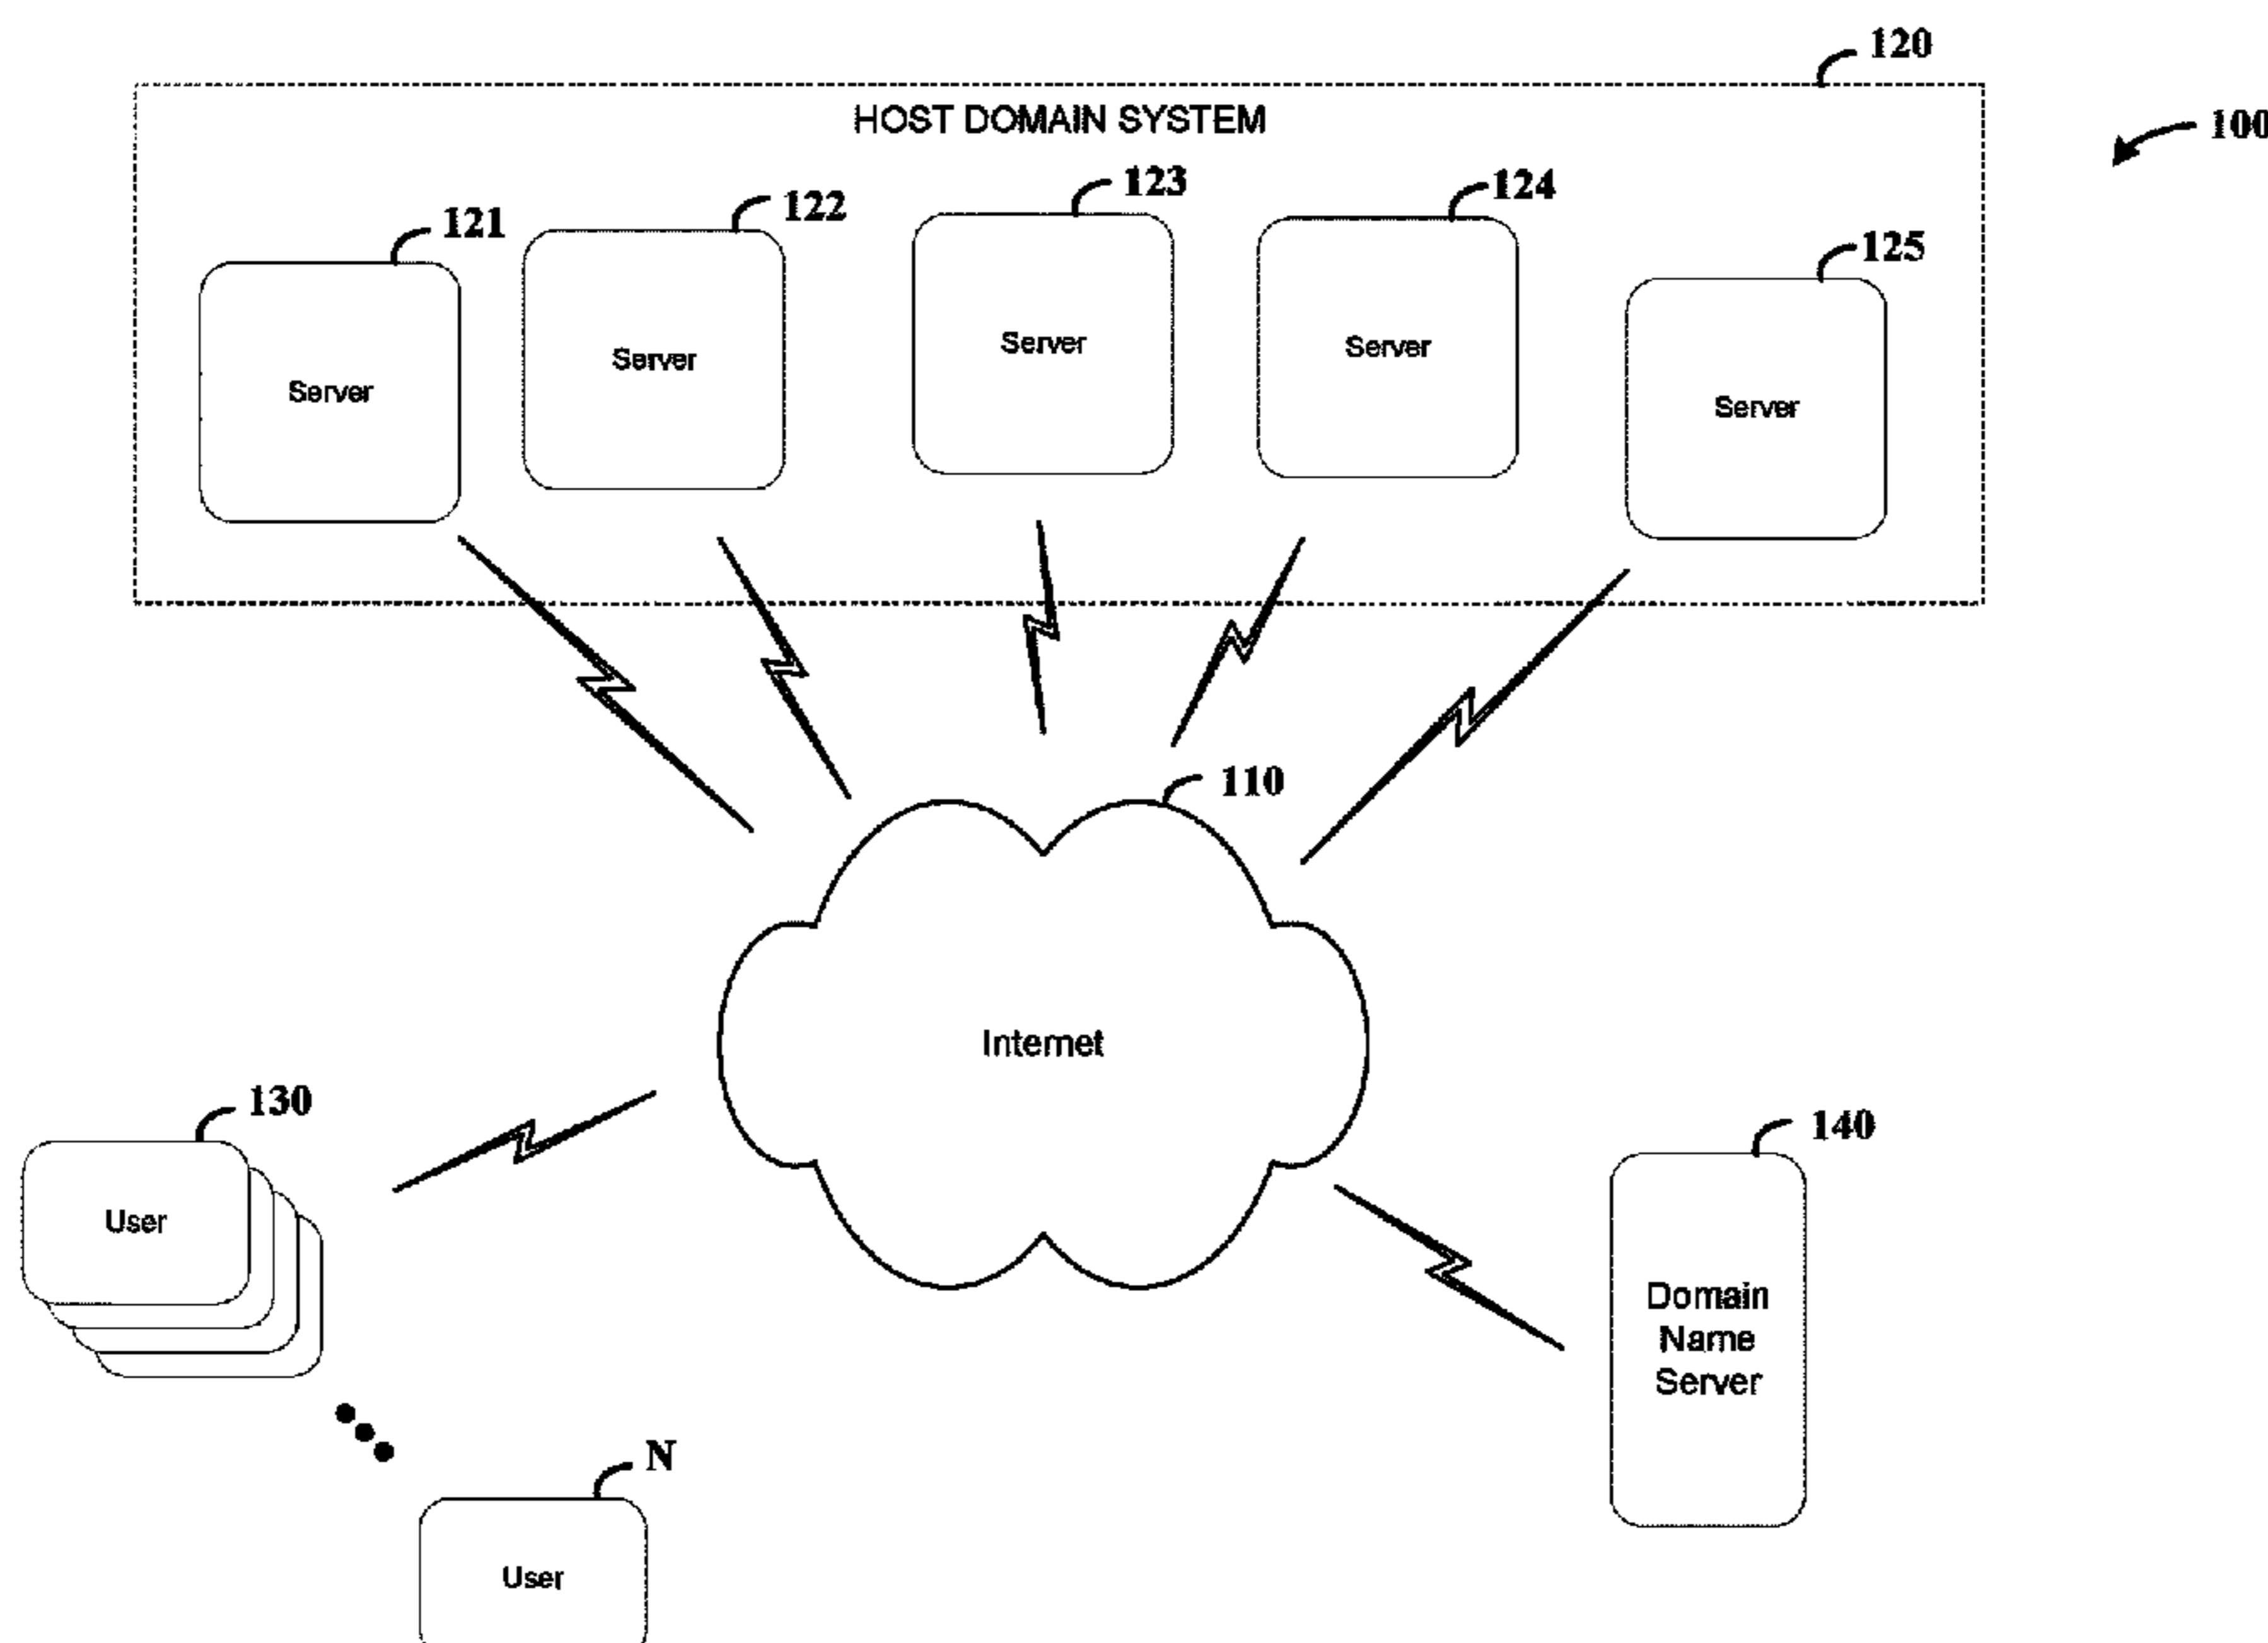 120
HOST DOMAIN SYSTEM
100
121
122
123
124
125
Server
Server
Server
Server
Server
110
Internet
130
User
140
Domain
Name
Server
N
User